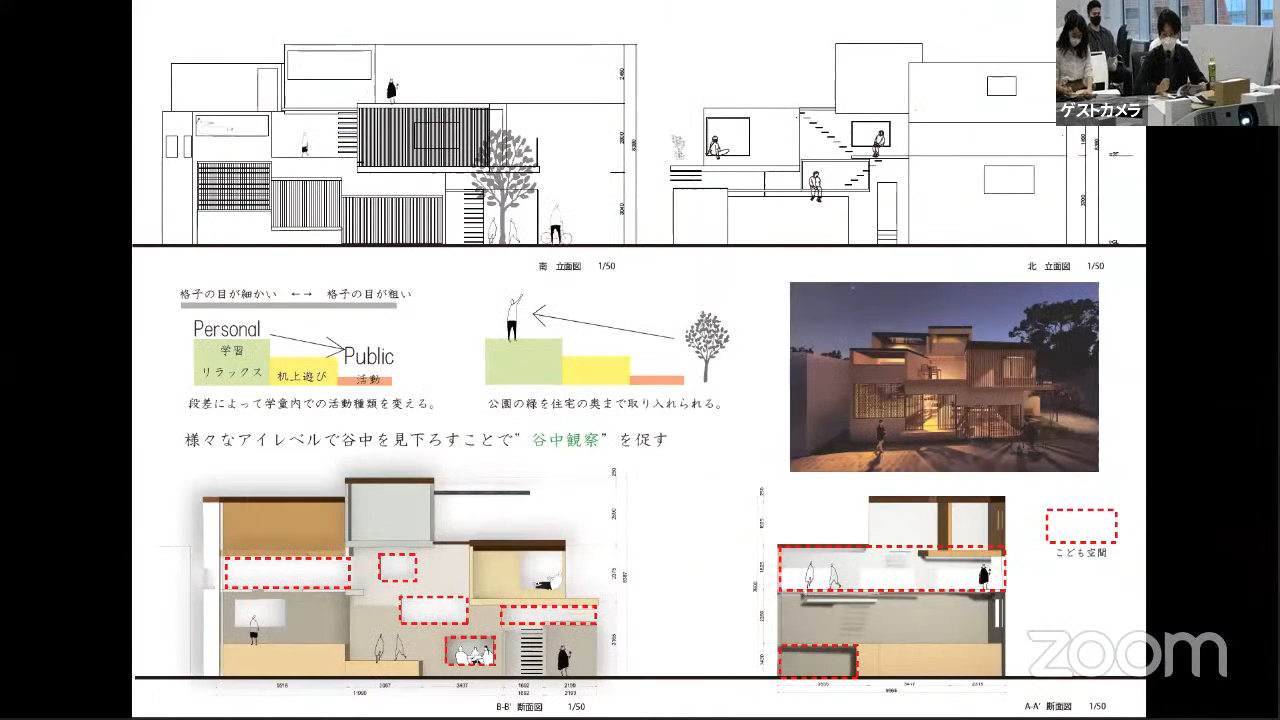 ゲストカメラ
南 立面図 1/50
北 立面図 1/50
格子の目が細かい ←→ 格子の目が粗い
Personal
学習
リラックス
机上遊び
Public
活動
段差によって学童内での活動種類を変える。
公園の緑を住宅の奥まで取り入れられる。
様々なアイレベルで谷中を見下ろすことで”谷中観察”を促す
こども空間
B-B' 断面図 1/50
A-A' 断面図 1/50
zoom